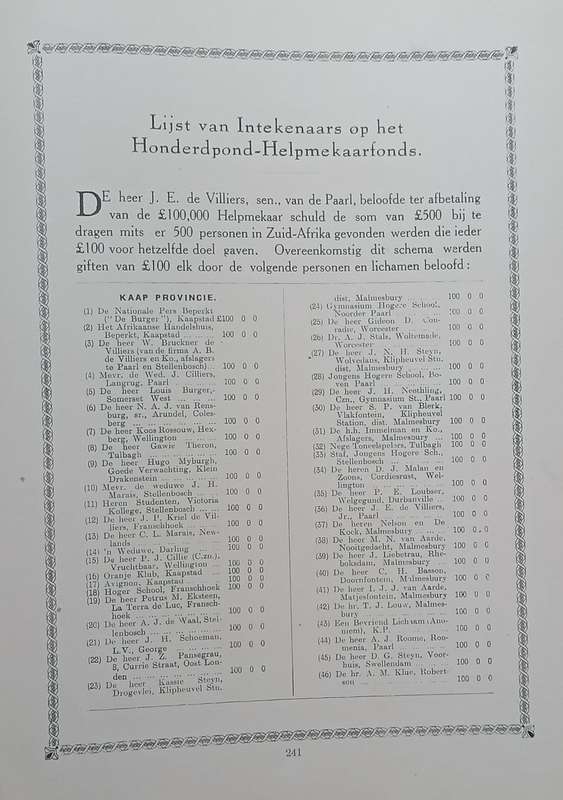 Lijst van Intekenaars op het
Honderdpond-Helpmekaarfonds.
DE heer J. E. de Villiers, sen., van de Paarl, beloofde ter afbetaling
van de £100,000 Helpmekaar schuld de som van £500 bij te
dragen mits er 500 personen in Zuid-Afrika gevonden werden die ieder
£100 voor hetzelfde doel gaven. Overeenkomstig dit schema werden
giften van £100 elk door de volgende personen en lichamen beloofd:
KAAP PROVINCIE.
(1) De Nationale Pers Beperkt
("De Burger"), Kaapstad £100 0 0
(2) Het Afrikaanse Handelshuis,
Beperkt, Kaapstad ... 100 0 0
(3) De heer W. Bruckner de
Villiers (van de firma A. B.
de Villiers en Ko., afslagers
te Paarl en Stellenbosch)... 100 0 0
(4) Mevr. de Wed. J. Cilliers,
Langrug, Paarl ... 100 0 0
(5) De heer Louis Burger,
Somerset West ... ... ... 100 0 0
(6) De heer N. A. J. van Rens-
burg, sr., Arundel, Coles-
berg ... ... ... 100 0 0
(7) De heer Koos Rossouw, Hex-
berg, Wellington ... ... 100 0 0
(8) De heer Gawie Theron,
Tulbagh ... ... ... 100 0 0
(9) De heer Hugo Myburgh,
Goede Verwachting, Klein
Drakenstein ... ... ... 100 0 0
(10) Mevr. de weduwe J. H.
Marais, Stellenbosch ... 100 0 0
(11) Heren Studenten, Victoria
Kollege, Stellenbosch ... 100 0 0
(12) De heer J. P. Kriel de Vil-
liers, Franschhoek ... 100 0 0
(13) De heer C. L. Marais, New-
lands ... ... ... 100 0 0
(14) 'n Weduwe, Darling ... 100 0 0
(15) De heer P. J. Cillie (C.zn.),
Vruchtbaar, Wellington ... 100 0 0
(16) Oranje Klub, Kaapstad ... 100 0 0
(17) Avignon, Kaapstad ... 100 0 0
(18) Hoger School, Franschhoek 100 0 0
(19) De heer Petrus M. Eksteen,
La Terra de Luc, Fransch-
hoek ... ... ... 100 0 0
(20) De heer A. J. de Waal, Stel-
lenbosch ... ... ... 100 0 0
(21) De heer J. H. Schoeman,
L.V., George ... ... 100 0 0
(22) De heer J. Z. Pansegrau,
8, Currie Straat, Oost Lon-
den ... ... ... 100 0 0
(23) De heer Kassie Steyn,
Drogevlei, Klipheuvel Stn.
dist. Malmesbury ... 100 0 0
(24) Gymnasium Hogere School,
Noorder Paarl ... 100 0 0
(25) De heer Gideon D. Cou-
radie, Worcester ... 100 0 0
(26) Dr. A. J. Stals, Woltemade,
Worcester ... 100 0 0
(27) De heer J. N. H. Steyn,
Wolvedans, Klipheuvel Stn.
dist. Malmesbury ... 100 0 0
(28) Jongens Hogere School, Bo-
ven Paarl ... 100 0 0
(29) De heer J. H. Neethling,
Czn., Gymnasium St., Paarl 100 0 0
(30) De heer S. P. van Blerk,
Vlakfontein, Klipheuvel
Station, dist. Malmesbury 100 0 0
(31) De h.h. Immelman en Ko.,
Afslagers, Malmesbury ... 100 0 0
(32) Nege Toneelspelers, Tulbagh 100 0 0
(33) Staf, Jongens Hogere Sch.,
Stellenbosch ... 100 0 0
(34) De heren D. J. Malan en
Zoons, Cordiesrust, Wel-
lington ... 100 0 0
(35) De heer P. E. Loubser,
Welgegund, Durbanville ... 100 0 0
(36) De heer J. E. de Villiers,
Jr., Paarl ... 100 0 0
(37) De heren Nelson en De
Kock, Malmesbury ... 100 0 0
(38) De heer M. N. van Aarde,
Nooitgedacht, Malmesbury 100 0 0
(39) De heer J. Liebetrau, Rhe-
boksdam, Malmesbury ... 100 0 0
(40) De heer C. H. Basson,
Doornfontein, Malmesbury 100 0 0
(41) De heer I. J. J. van Aarde,
Matjesfontein, Malmesbury 100 0 0
(42) De hr. T. J. Louw, Malmes-
bury ... 100 0 0
(43) Een Bevriend Licham (Ano-
niem), K.P. ... 100 0 0
(44) De heer A. J. Roome, Roo-
menia, Paarl ... 100 0 0
(45) De heer D. G. Steyn, Voor-
huis, Swellendam ... 100 0 0
(46) De hr. A. M. Klue, Robert-
son ... 100 0 0
241